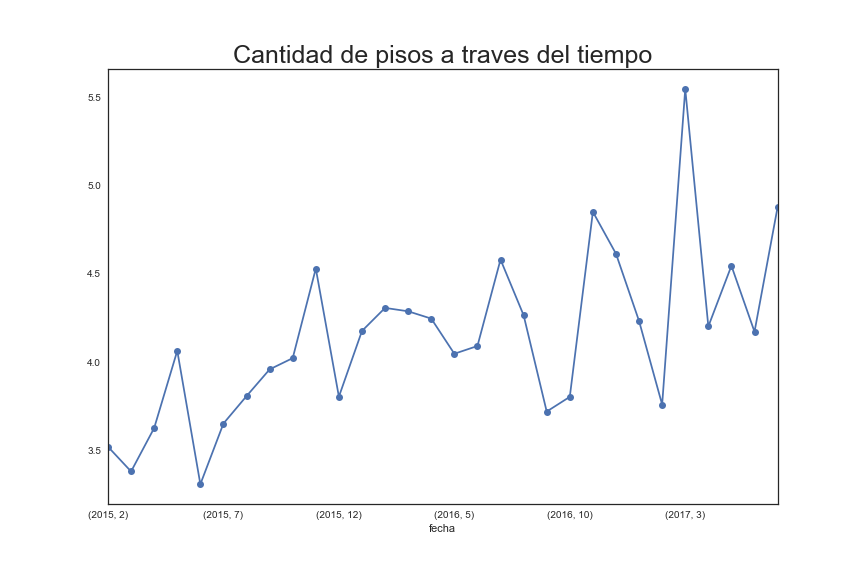 Cantidad de pisos a traves del tiempo
5.5
5.0
4.5
4.0
3.5
(2015, 2) (2015, 7) (2015, 12) (2016, 5) (2016, 10) (2017, 3)
fecha